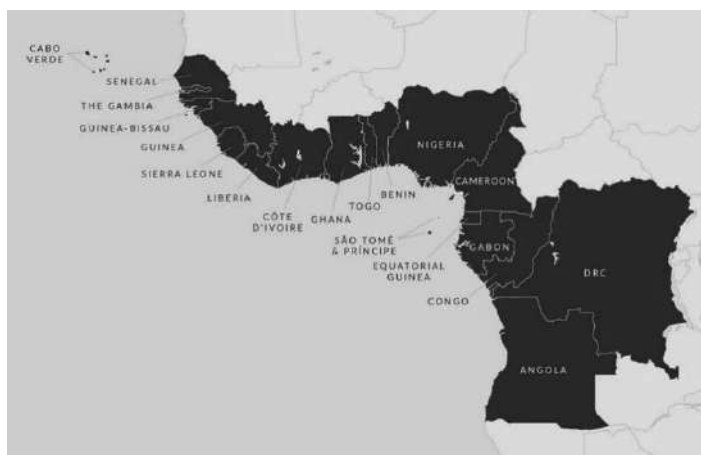 CABO
VERDE
SENEGAL
THE GAMBIA
GUINEA-BISSAU
GUINEA
SIERRA LEONE
LIBERIA
CÔTE
D'IVOIRE
GHANA
TOGO
BENIN
NIGERIA
CAMEROON
SÃO TOMÉ
& PRÍNCIPE
EQUATORIAL
GUINEA
GABON
CONGO
DRC
ANGOLA